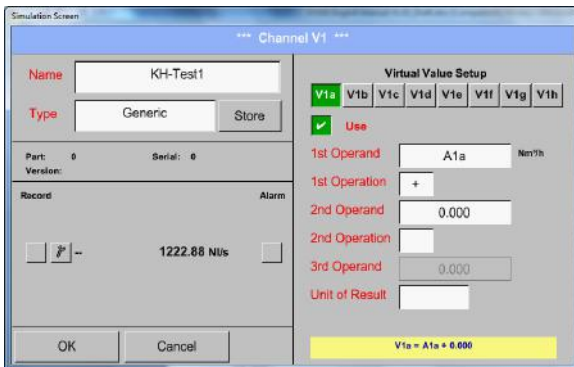 Simulation Screen
*** Channel V1 ***
Name KH-Test1
Type Generic Store
Part: 0 Serial: 0
Version:
Record Alarm
-- 1222.88 Nl/s
OK Cancel
Virtual Value Setup
V1a V1b V1c V1d V1e V1f V1g V1h
✔ Use
1st Operand A1a Nm³/h
1st Operation +
2nd Operand 0.000
2nd Operation
3rd Operand 0.000
Unit of Result
V1a = A1a + 0.000